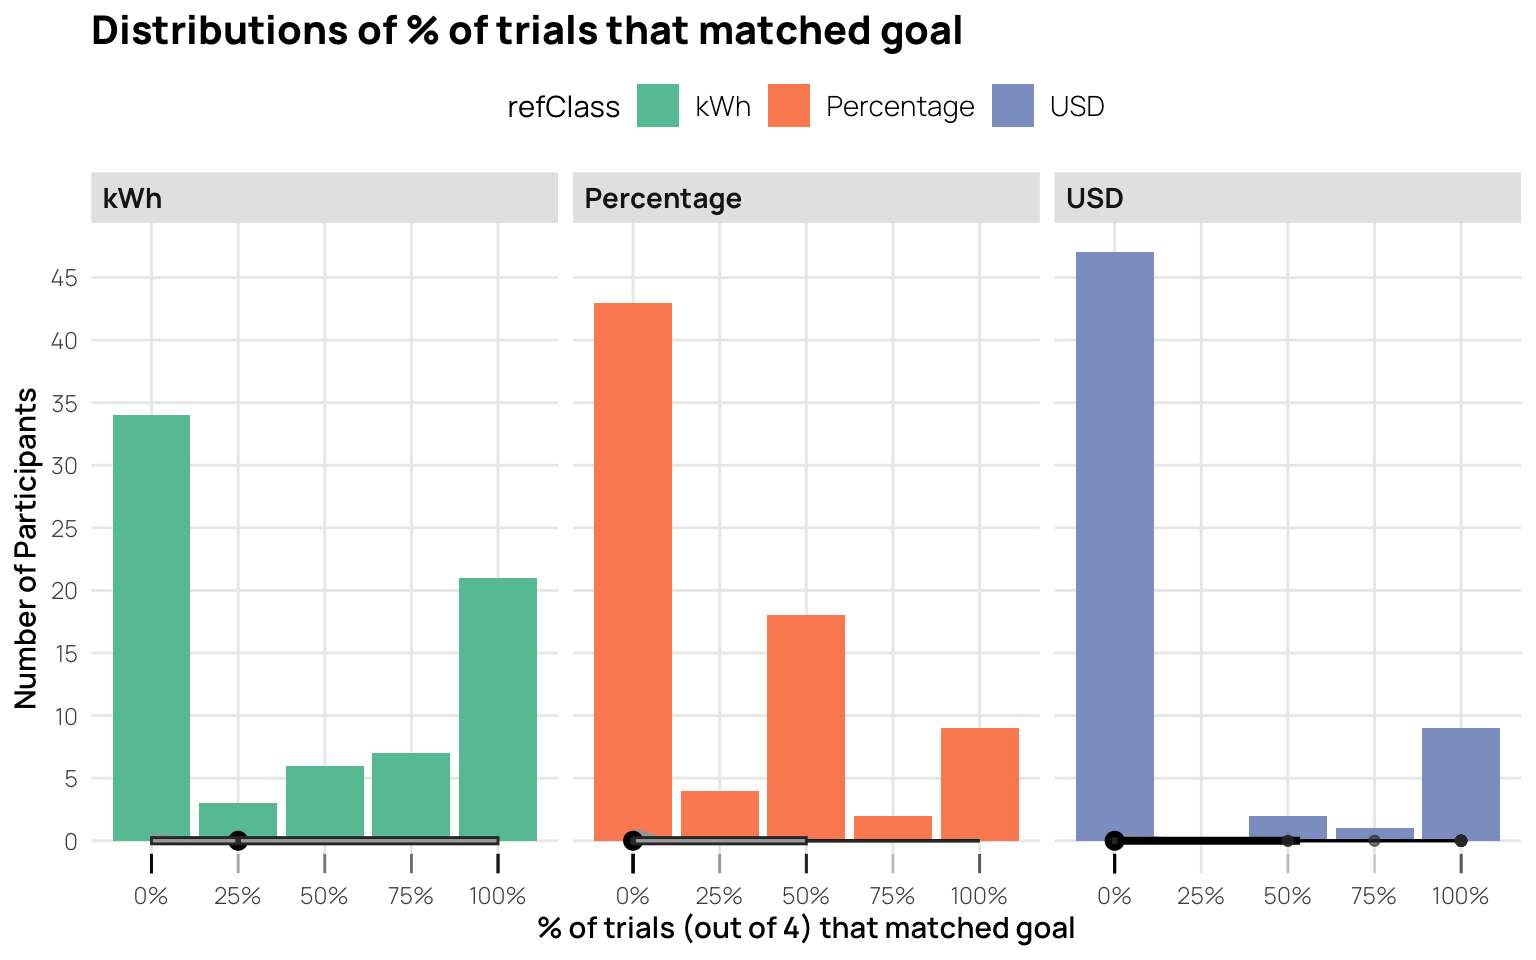 Distributions of % of trials that matched goal
refClass kWh Percentage USD
kWh Percentage USD
45
40
35
30
25
20
15
10
5
0
Number of Participants
0% 25% 50% 75% 100% 0% 25% 50% 75% 100% 0% 25% 50% 75% 100%
% of trials (out of 4) that matched goal